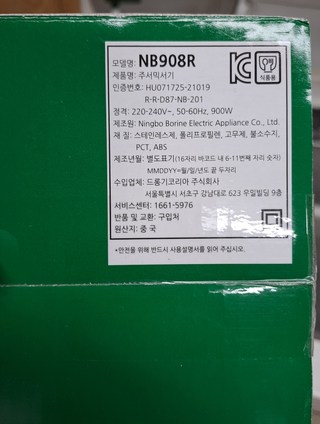 모델명: NB908R
제품명: 주서믹서기
인증번호: HU071725-21019
R-R-D87-NB-201
정격: 220-240V~, 50-60Hz, 900W
제조원: Ningbo Borine Electric Appliance Co., Ltd.
재 질: 스테인레스제, 폴리프로필렌, 고무제, 불소수지,
PCT, ABS
제조년월: 별도표기(16자리 바코드 내 6-11번째 자리 숫자)
MMDDYY=월/일/년도 끝 두자리
수입업체: 드롱기코리아 주식회사
서울특별시 서초구 강남대로 623 우일빌딩 9층
서비스센터: 1661-5976
반품 및 교환: 구입처
원산지: 중 국
*안전을 위해 반드시 사용설명서를 읽어 주십시오.
KC
식품용